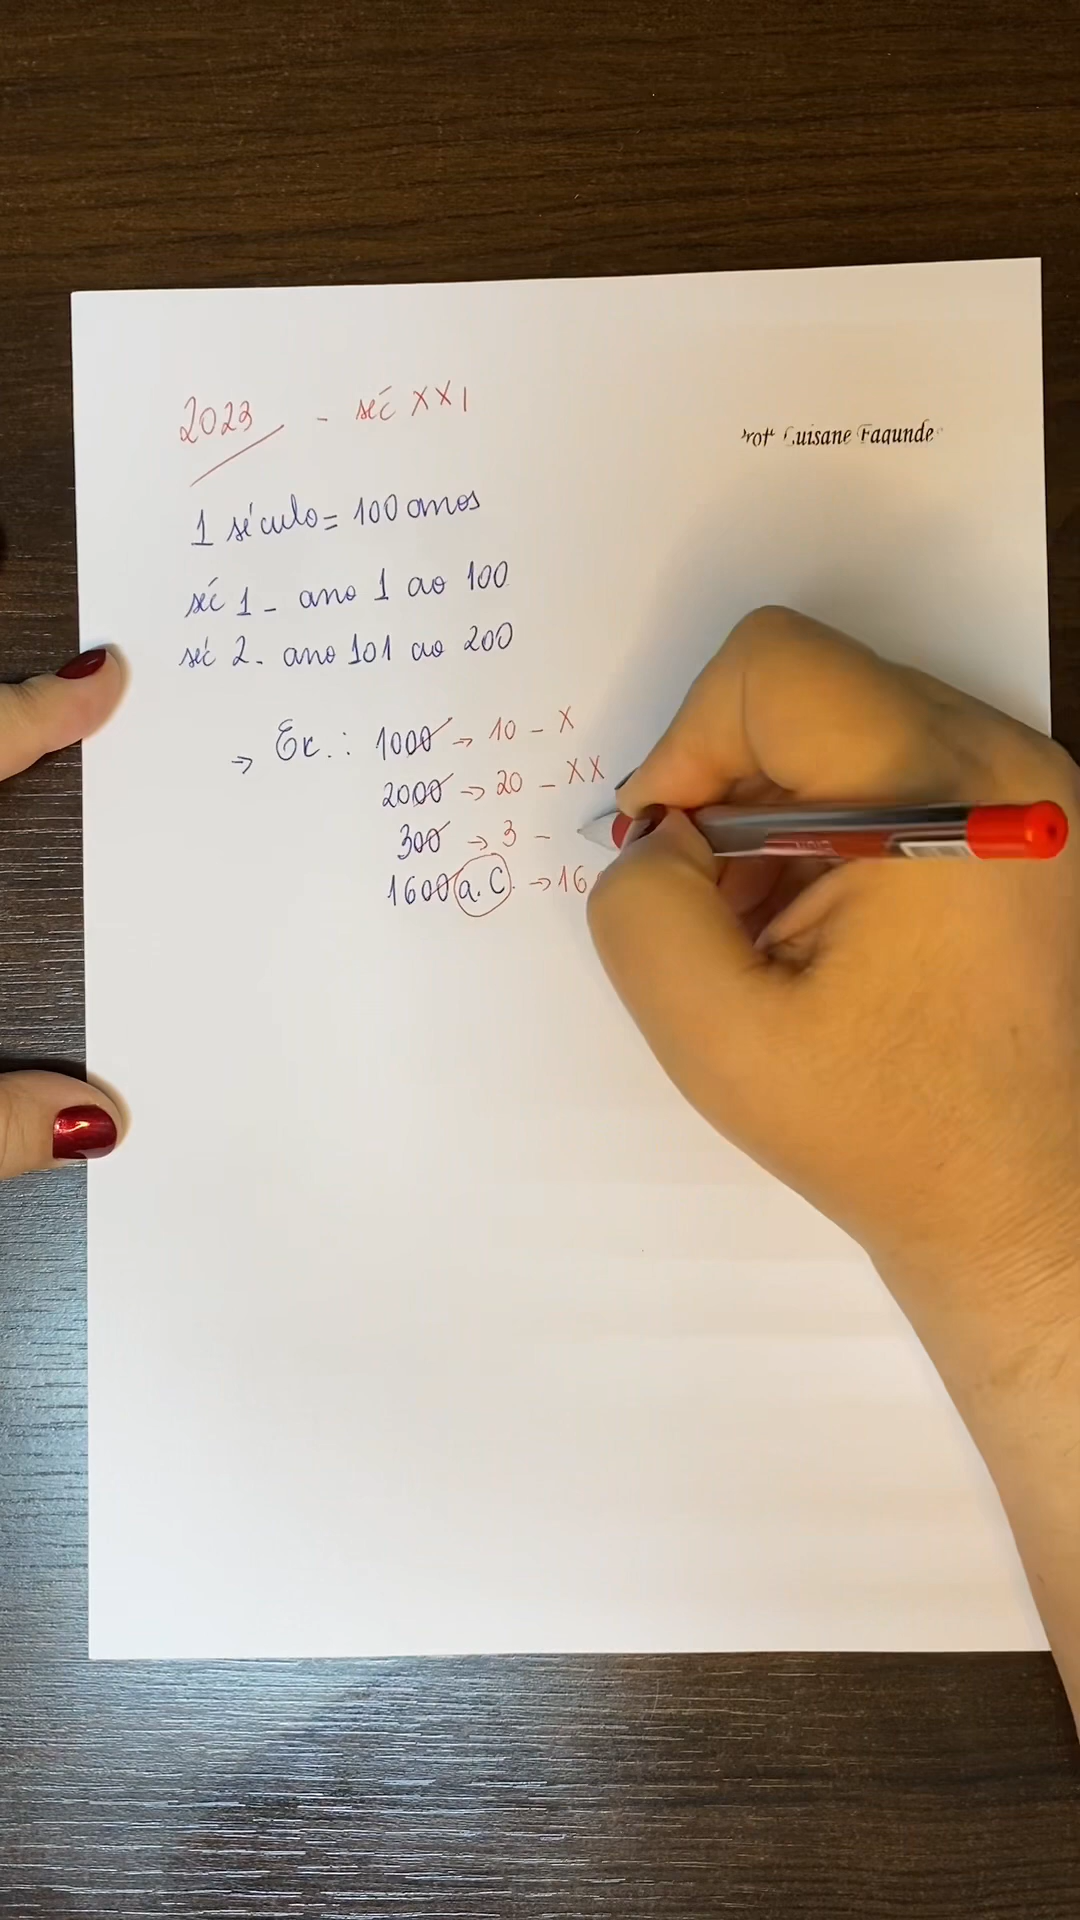 2023 - séc XXI
Profª Luisane Fagunde
1 século = 100 anos
séc 1 - ano 1 ao 100
séc 2 - ano 101 ao 200
→ Ex.: 1000 → 10 - X
2000 → 20 - XX
300 → 3 -
1600 a.C. → 16